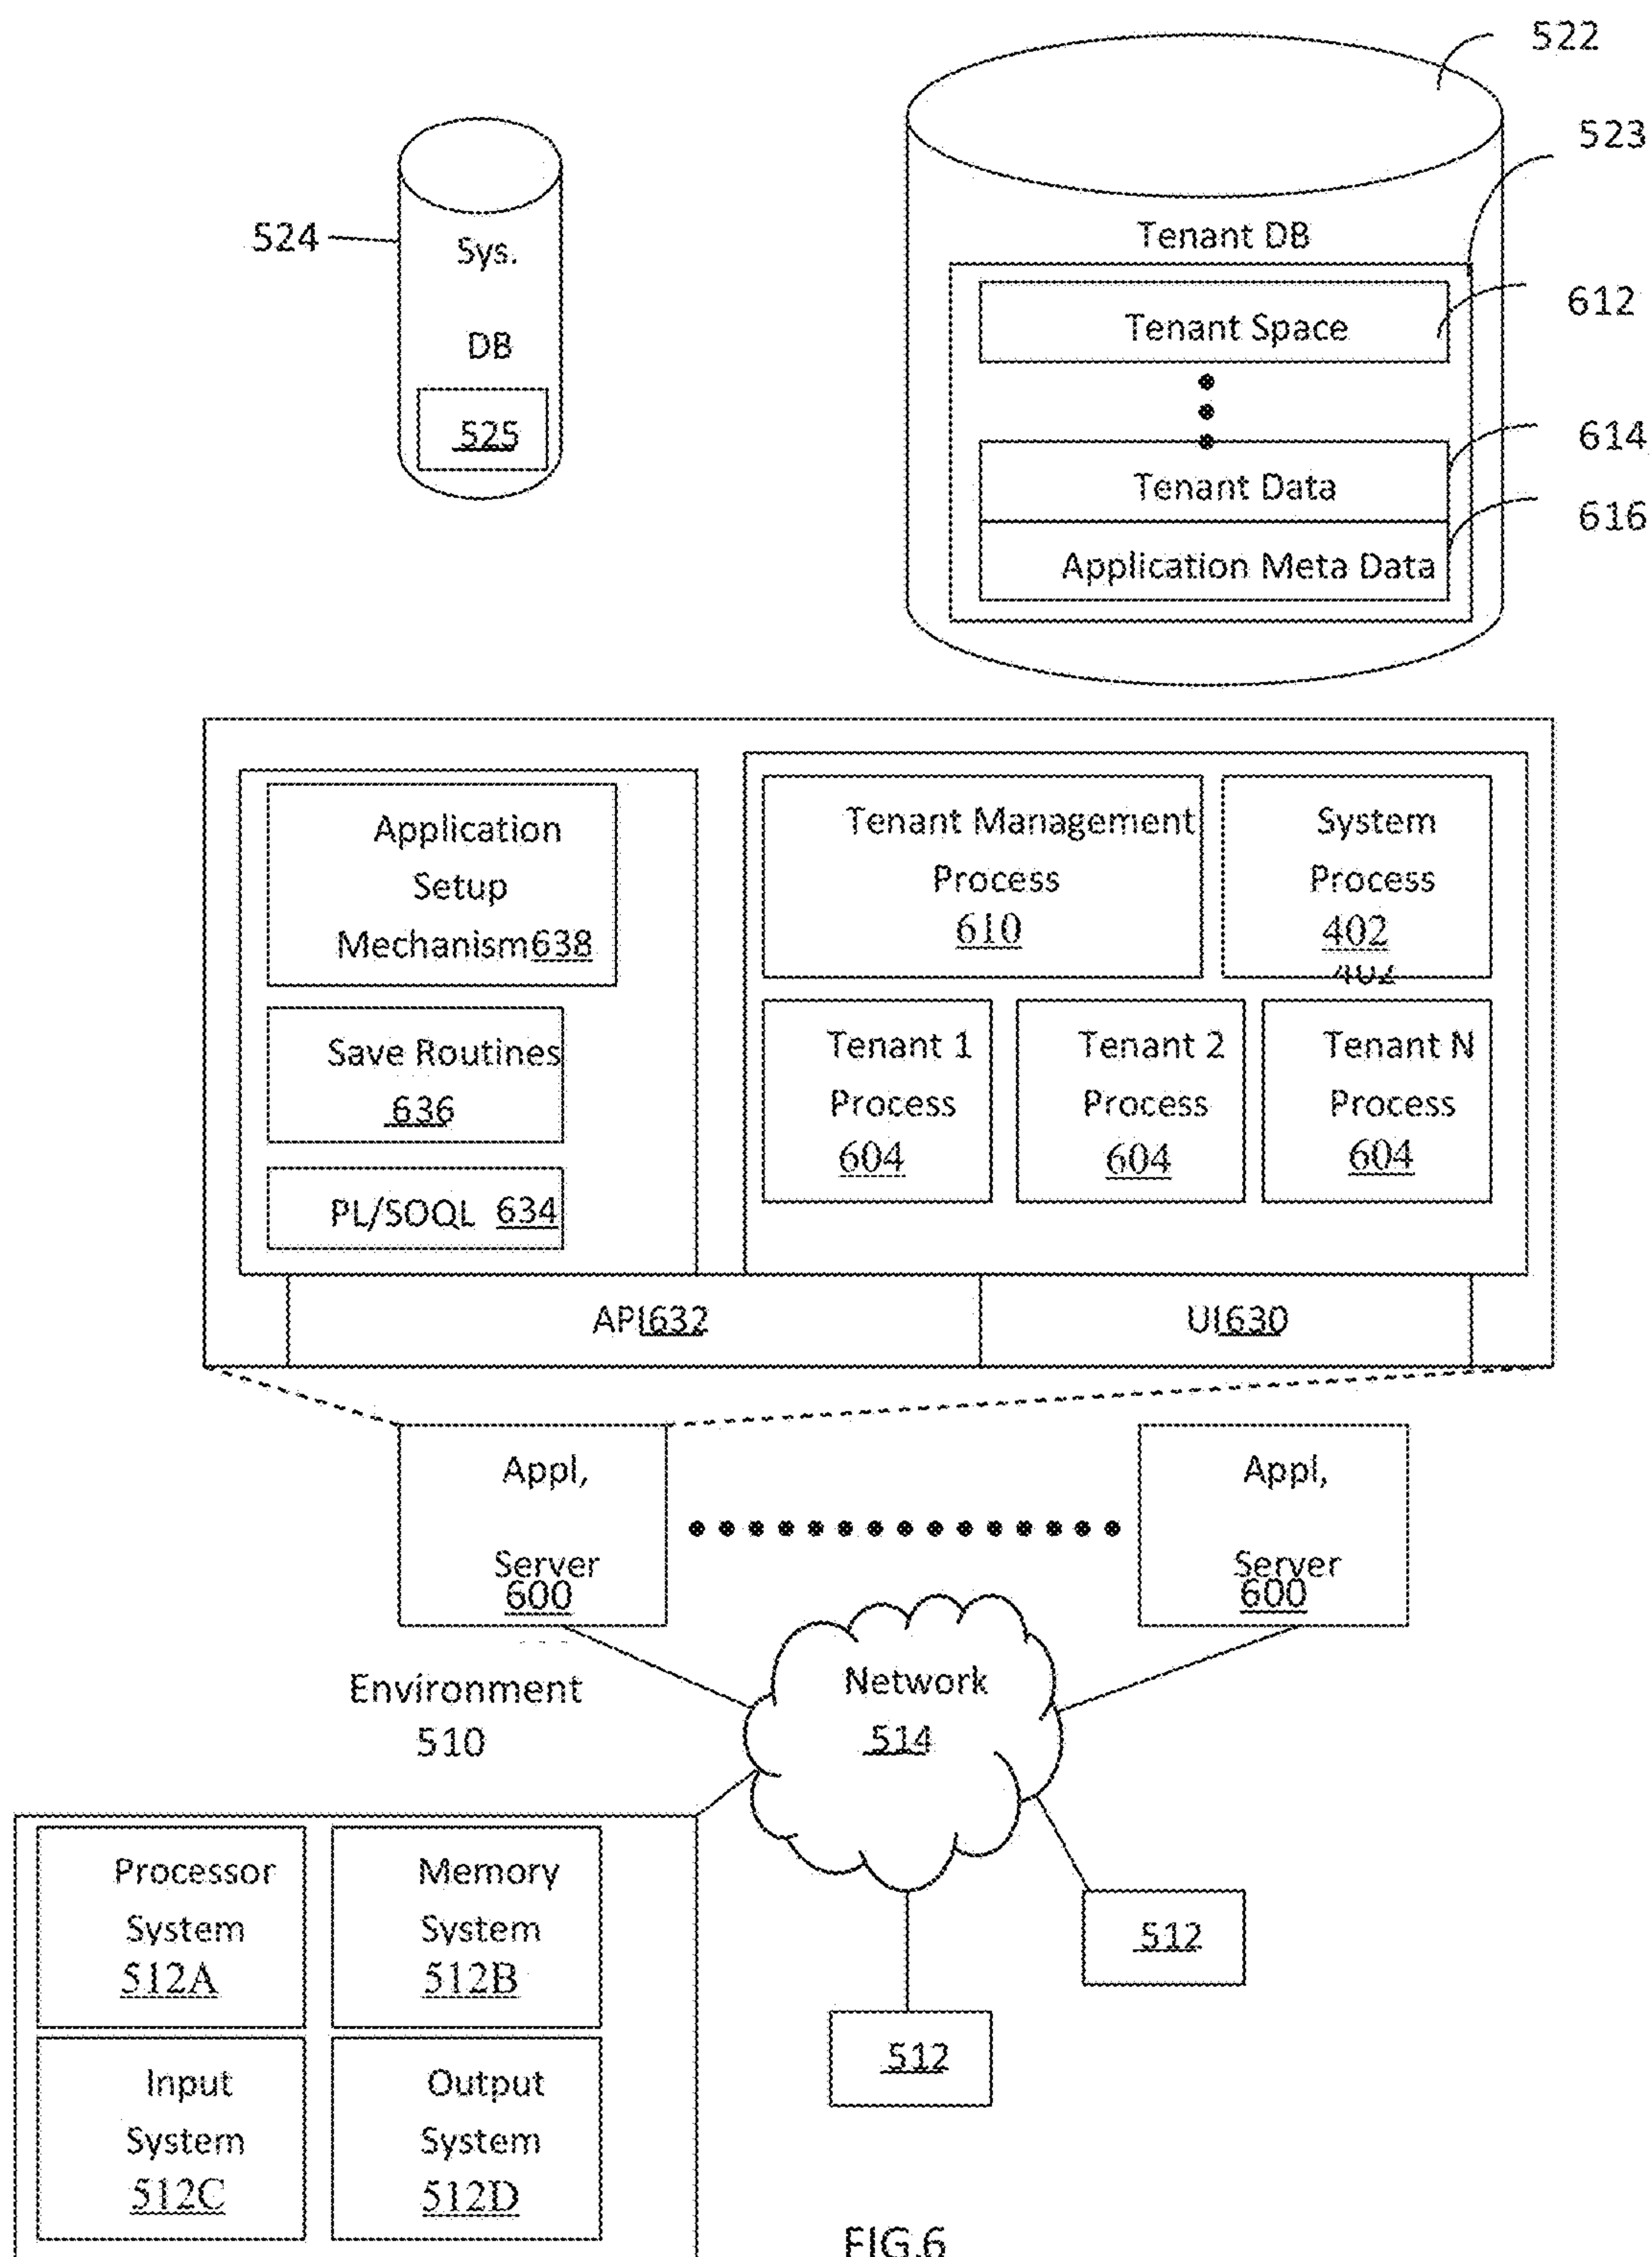 522
523
524
Sys.
DB
525
Tenant DB
Tenant Space
612
614
Tenant Data
616
Application Meta Data
Application
Setup
Mechanism638
Save Routines
636
PL/SOQL 634
Tenant Management
Process
610
System
Process
402
402
Tenant 1
Process
604
Tenant 2
Process
604
Tenant N
Process
604
API632
UI630
Appl,
Server
600
Appl,
Server
600
Environment
510
Network
514
Processor
System
512A
Memory
System
512B
Input
System
512C
Output
System
512D
512
512
FIG.6